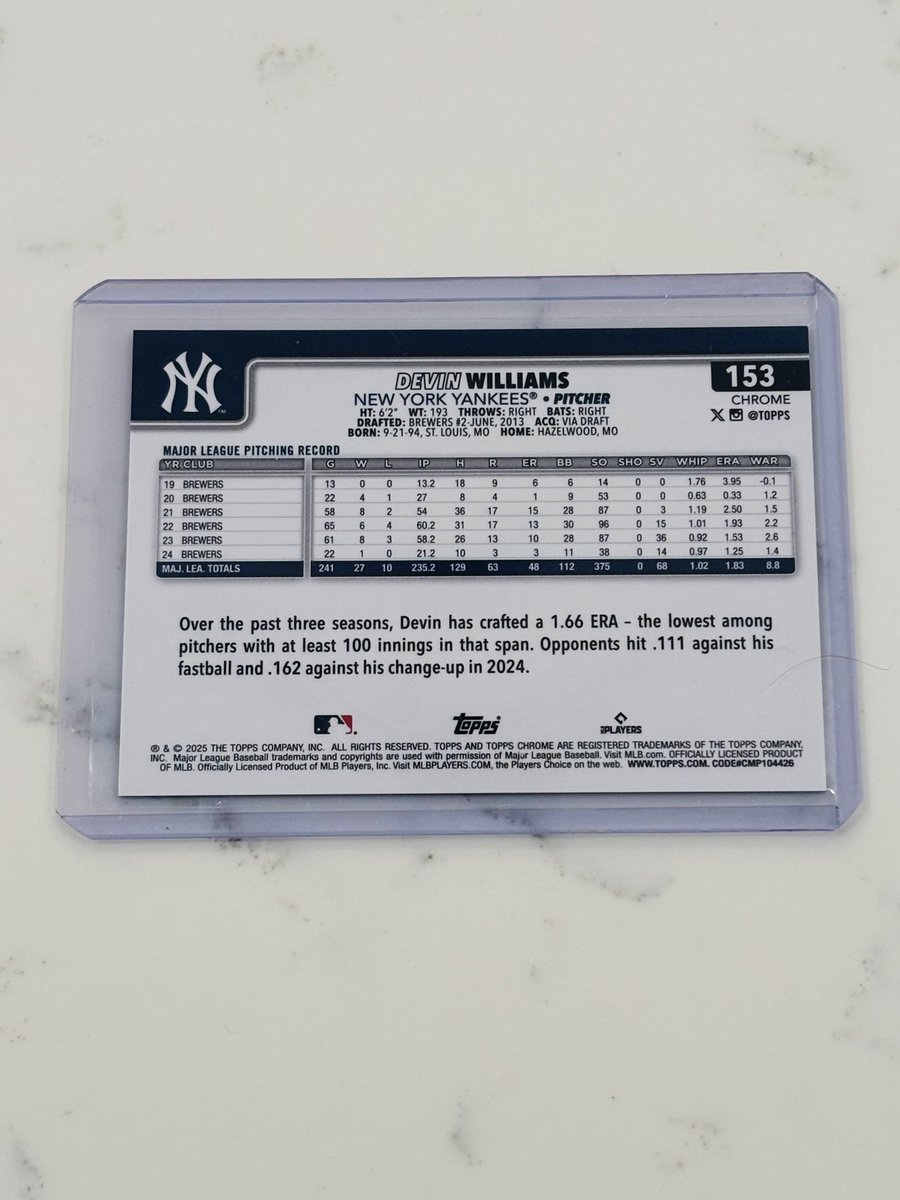 NY
DEVIN WILLIAMS
153
NEW YORK YANKEES® • PITCHER
CHROME
HT: 6'2" WT: 193 THROWS: RIGHT BATS: RIGHT
@TOPPS
DRAFTED: BREWERS #2-JUNE, 2013 ACQ: VIA DRAFT
BORN: 9-21-94, ST. LOUIS, MO HOME: HAZELWOOD, MO
MAJOR LEAGUE PITCHING RECORD
YR CLUB G W L IP H R ER BB SO SHO SV WHIP ERA WAR
19 BREWERS 13 0 0 13.2 18 9 6 6 14 0 0 1.76 3.95 -0.1
20 BREWERS 22 4 1 27 8 4 1 9 53 0 0 0.63 0.33 1.2
21 BREWERS 58 8 2 54 36 17 15 28 87 0 3 1.19 2.50 1.5
22 BREWERS 65 6 4 60.2 31 17 13 30 96 0 15 1.01 1.93 2.2
23 BREWERS 61 8 3 58.2 26 13 10 28 87 0 36 0.92 1.53 2.6
24 BREWERS 22 1 0 21.2 10 3 3 11 38 0 14 0.97 1.25 1.4
MAJ. LEA. TOTALS 241 27 10 235.2 129 63 48 112 375 0 68 1.02 1.83 8.8
Over the past three seasons, Devin has crafted a 1.66 ERA – the lowest among
pitchers with at least 100 innings in that span. Opponents hit .111 against his
fastball and .162 against his change-up in 2024.
Topps PLAYERS
® & © 2025 THE TOPPS COMPANY, INC. ALL RIGHTS RESERVED. TOPPS AND TOPPS CHROME ARE REGISTERED TRADEMARKS OF THE TOPPS COMPANY,
INC. Major League Baseball trademarks and copyrights are used with permission of Major League Baseball. Visit MLB.com. OFFICIALLY LICENSED PRODUCT
OF MLB. Officially Licensed Product of MLB Players, Inc. Visit MLBPLAYERS.COM, the Players Choice on the web. WWW.TOPPS.COM. CODE#CMP104426